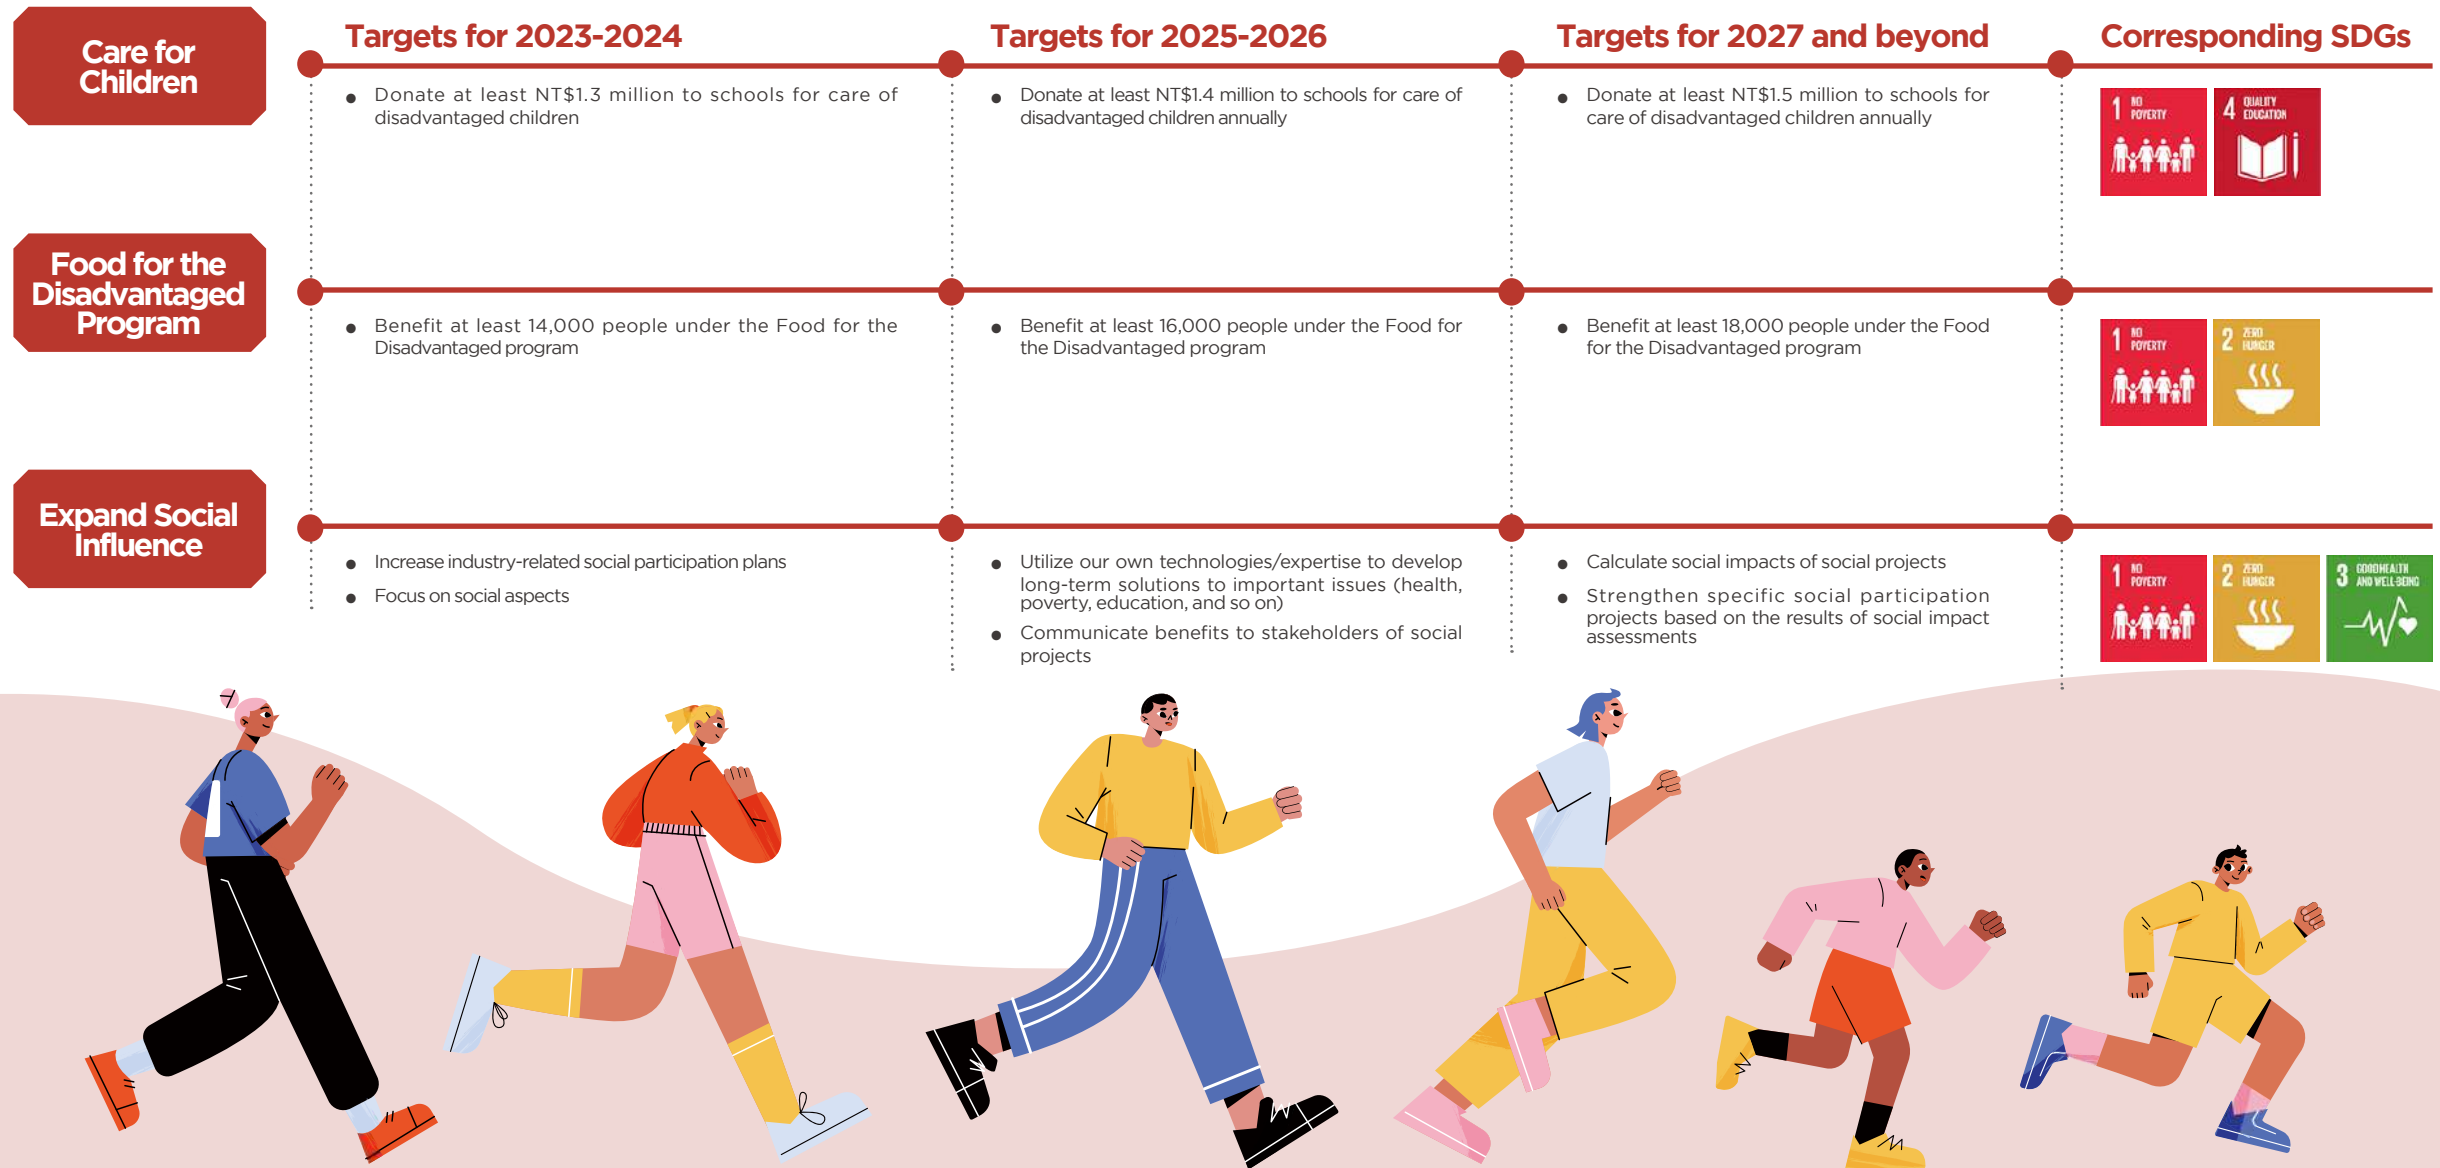 Care for
Children
Targets for 2023-2024
Targets for 2025-2026
Targets for 2027 and beyond
Corresponding SDGs
● Donate at least NT$1.3 million to schools for care of
disadvantaged children
● Donate at least NT$1.4 million to schools for care of
disadvantaged children annually
● Donate at least NT$1.5 million to schools for
care of disadvantaged children annually
1 NO
POVERTY
4 QUALITY
EDUCATION
Food for the
Disadvantaged
Program
● Benefit at least 14,000 people under the Food for the
Disadvantaged program
● Benefit at least 16,000 people under the Food for
the Disadvantaged program
● Benefit at least 18,000 people under the Food
for the Disadvantaged program
1 NO
POVERTY
2 ZERO
HUNGER
Expand Social
Influence
● Increase industry-related social participation plans
● Focus on social aspects
● Utilize our own technologies/expertise to develop
long-term solutions to important issues (health,
poverty, education, and so on)
● Communicate benefits to stakeholders of social
projects
● Calculate social impacts of social projects
● Strengthen specific social participation
projects based on the results of social impact
assessments
1 NO
POVERTY
2 ZERO
HUNGER
3 GOOD HEALTH
AND WELL-BEING